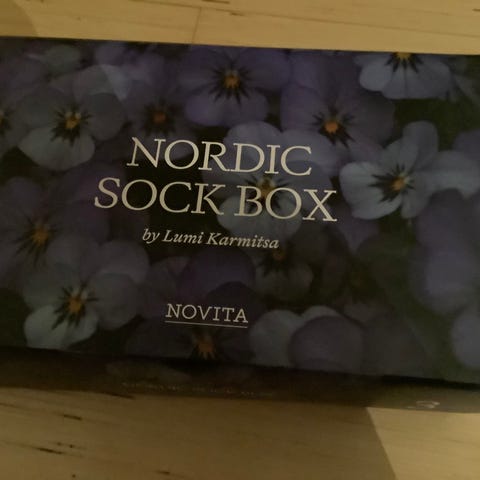 NORDIC
SOCK BOX
by Lumi Karmitsa
NOVITA